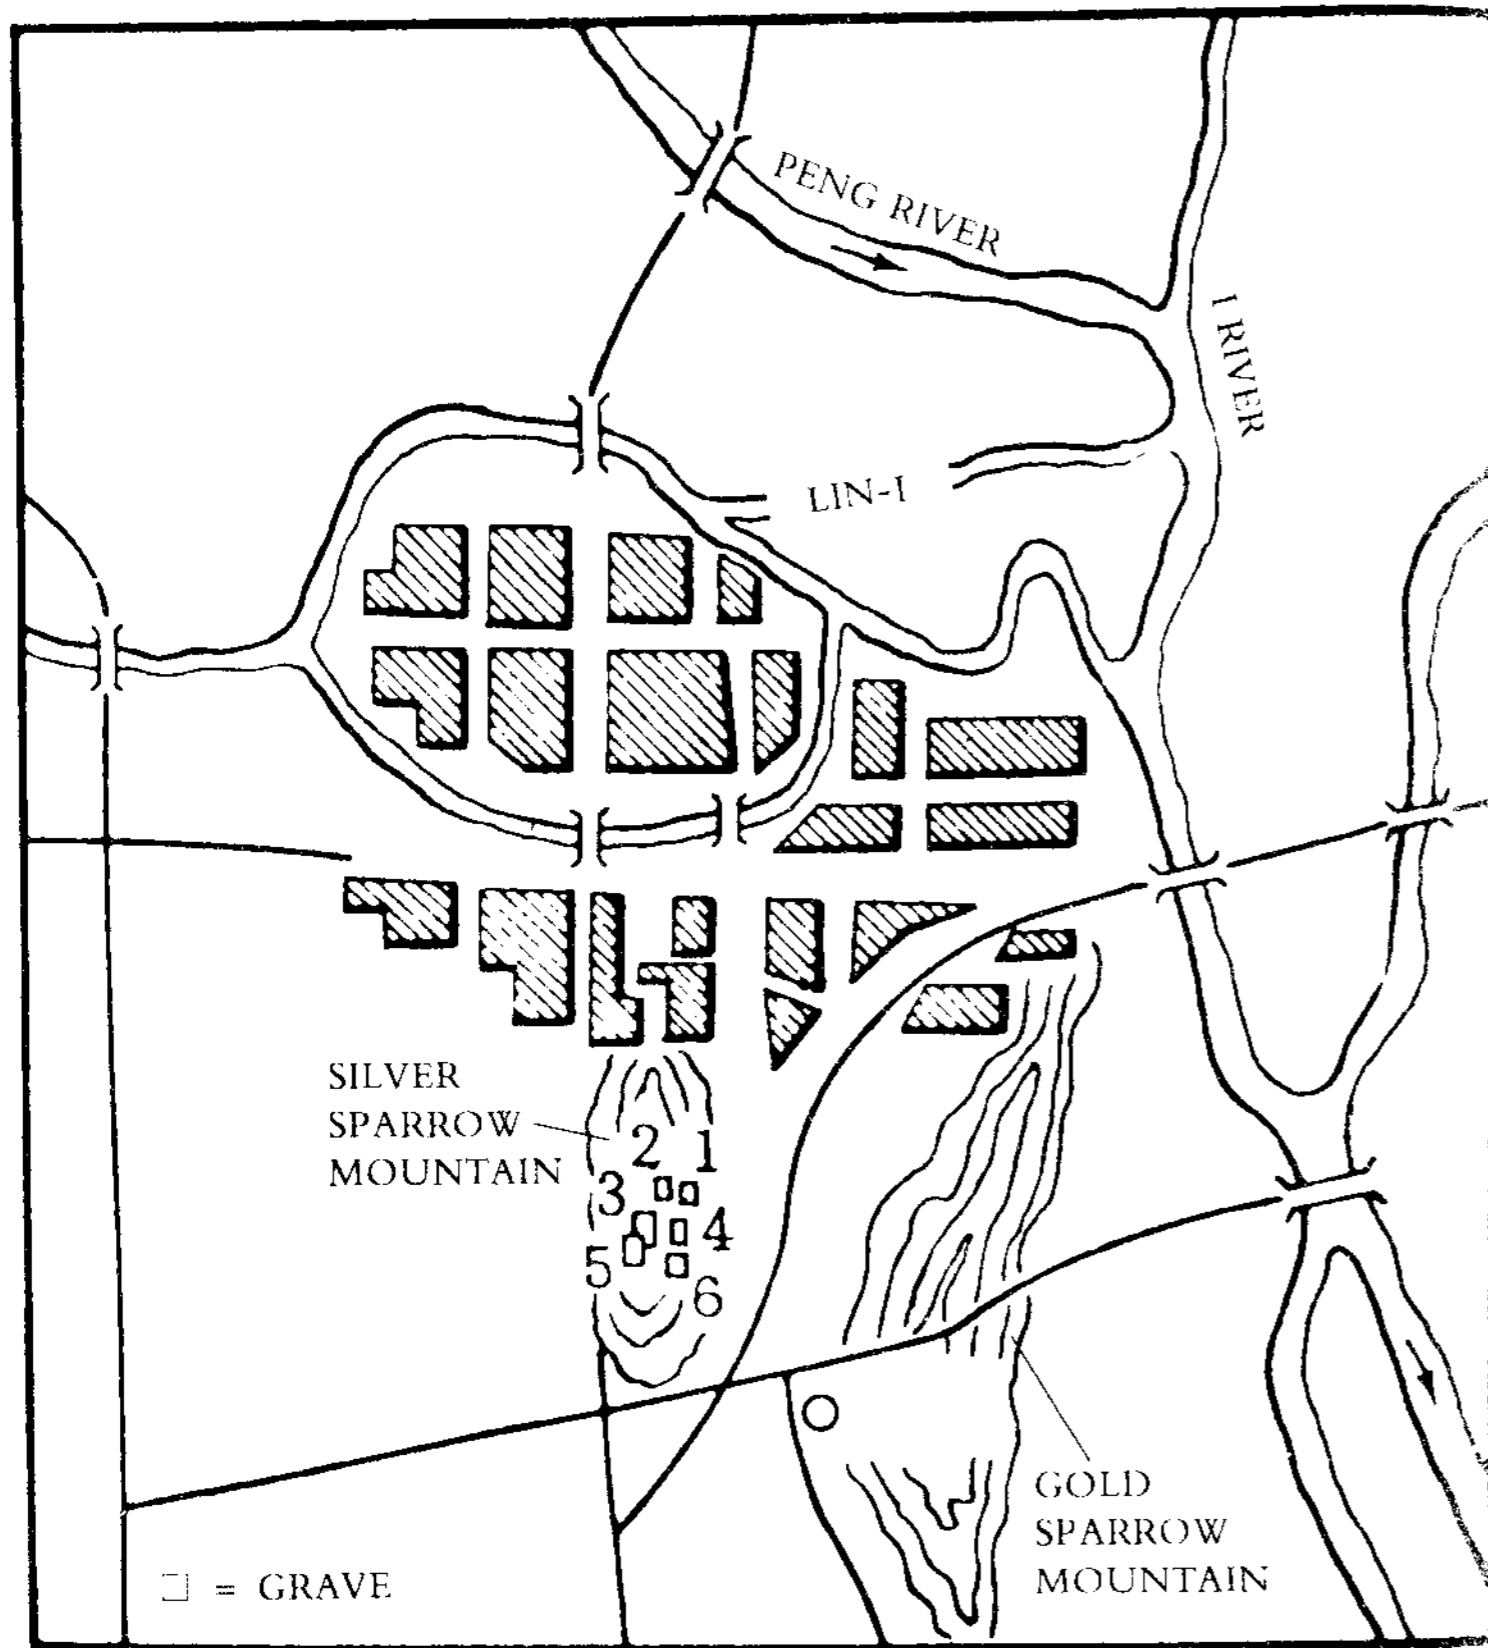 PENG RIVER
I RIVER
LIN-I
SILVER
SPARROW
MOUNTAIN
2 1
3
4
5
6
GOLD
SPARROW
MOUNTAIN
= GRAVE